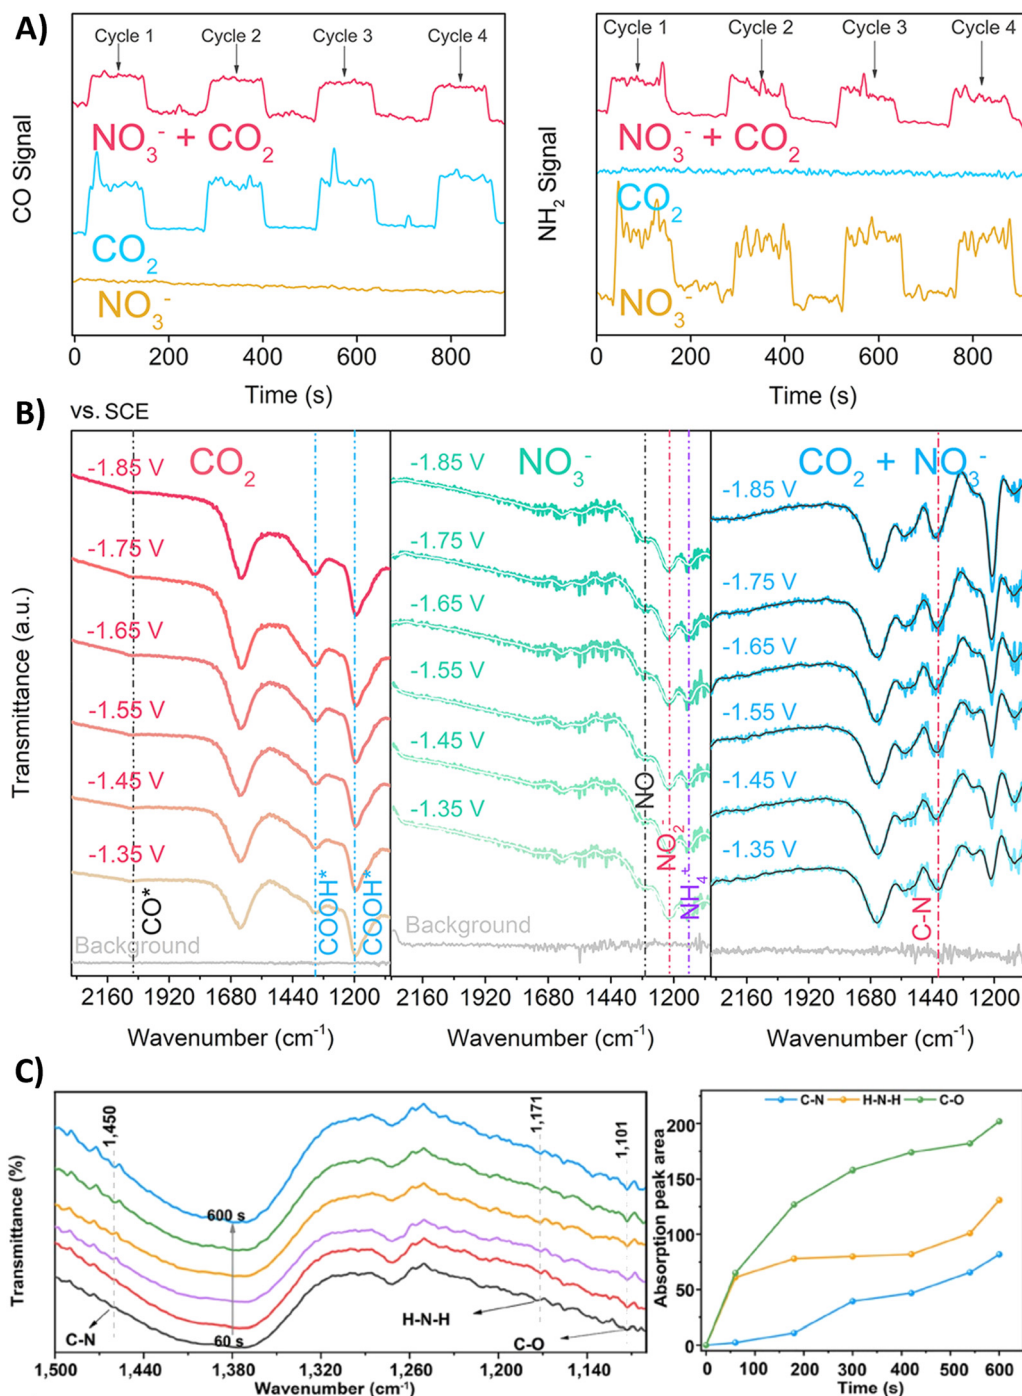 A)
Cycle 1 Cycle 2 Cycle 3 Cycle 4
NO₃⁻ + CO₂
CO₂
NO₃⁻
CO Signal
0 200 400 600 800
Time (s)
Cycle 1 Cycle 2 Cycle 3 Cycle 4
NO₃⁻ + CO₂
CO₂
NO₃⁻
NH₂ Signal
0 200 400 600 800
Time (s)
B)
vs. SCE
Transmittance (a.u.)
CO₂
-1.85 V
-1.75 V
-1.65 V
-1.55 V
-1.45 V
-1.35 V
Background
CO*
COOH*
COOH*
2160 1920 1680 1440 1200
Wavenumber (cm⁻¹)
NO₃⁻
-1.85 V
-1.75 V
-1.65 V
-1.55 V
-1.45 V
-1.35 V
Background
NO
NO₂
NH₄⁺
2160 1920 1680 1440 1200
Wavenumber (cm⁻¹)
CO₂ + NO₃⁻
-1.85 V
-1.75 V
-1.65 V
-1.55 V
-1.45 V
-1.35 V
C-N
2160 1920 1680 1440 1200
Wavenumber (cm⁻¹)
C)
Transmittance (%)
1,450
1,171
1,101
600 s
60 s
C-N
H-N-H
C-O
1,500 1,440 1,380 1,320 1,260 1,200 1,140
Wavenumber (cm⁻¹)
C-N H-N-H C-O
Absorption peak area
200
150
100
50
0
0 100 200 300 400 500 600
Time (s)